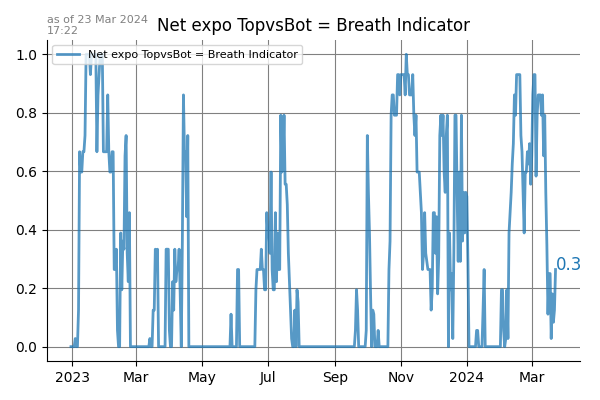 as of 23 Mar 2024
17:22
Net expo TopvsBot = Breath Indicator
Net expo TopvsBot = Breath Indicator
1.0
0.8
0.6
0.4
0.2
0.0
0.3
2023 Mar May Jul Sep Nov 2024 Mar